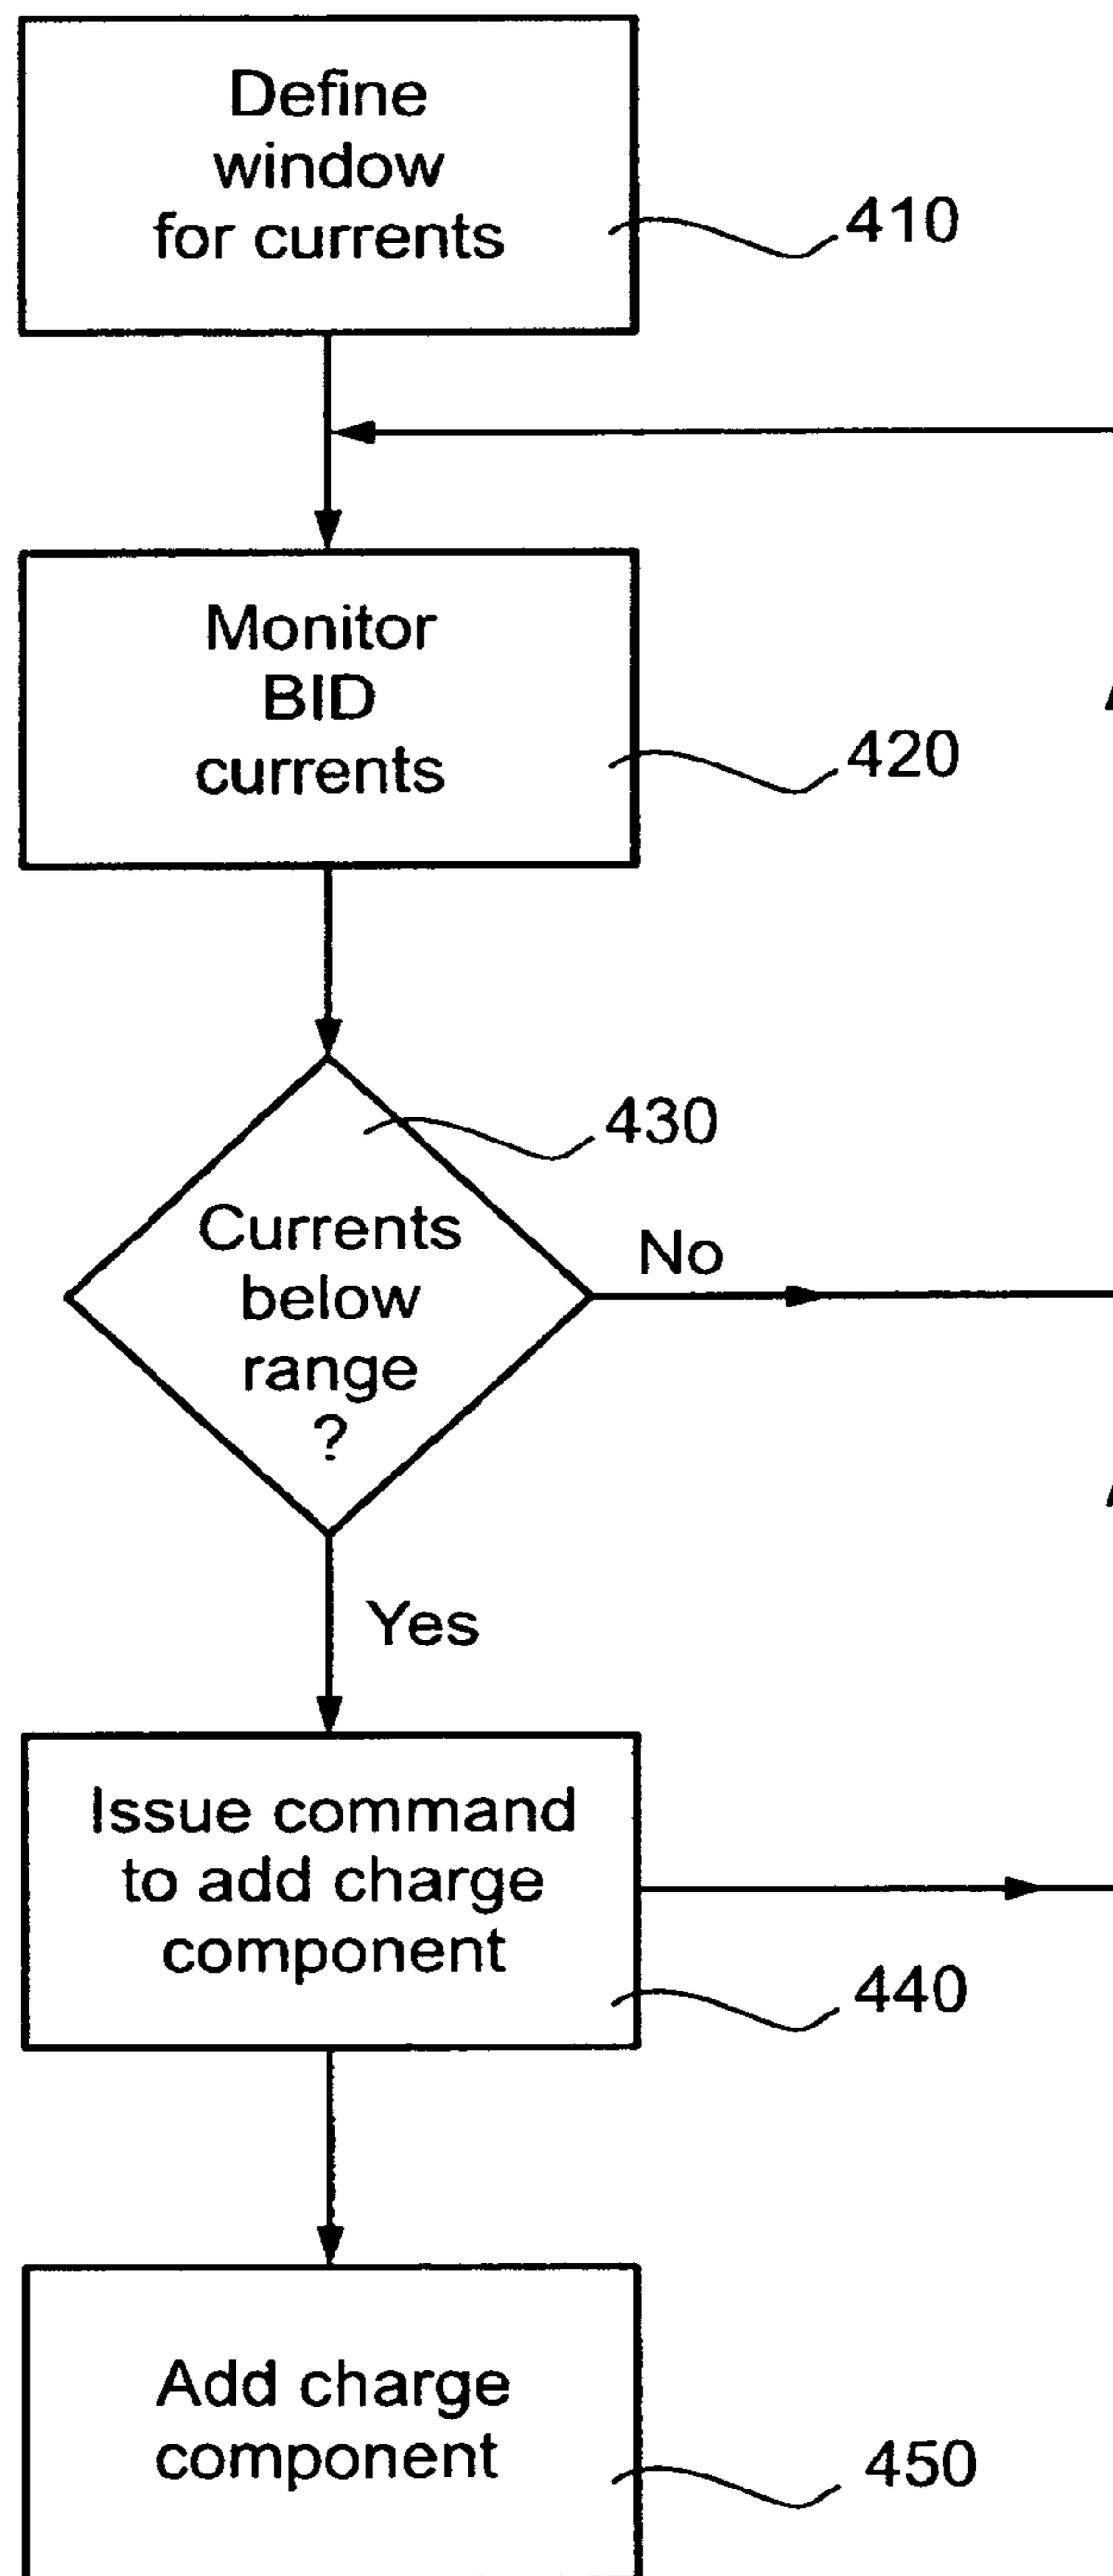 Define
window
for currents
410
Monitor
BID
currents
420
430
Currents
below
range
?
No
Yes
Issue command
to add charge
component
440
Add charge
component
450